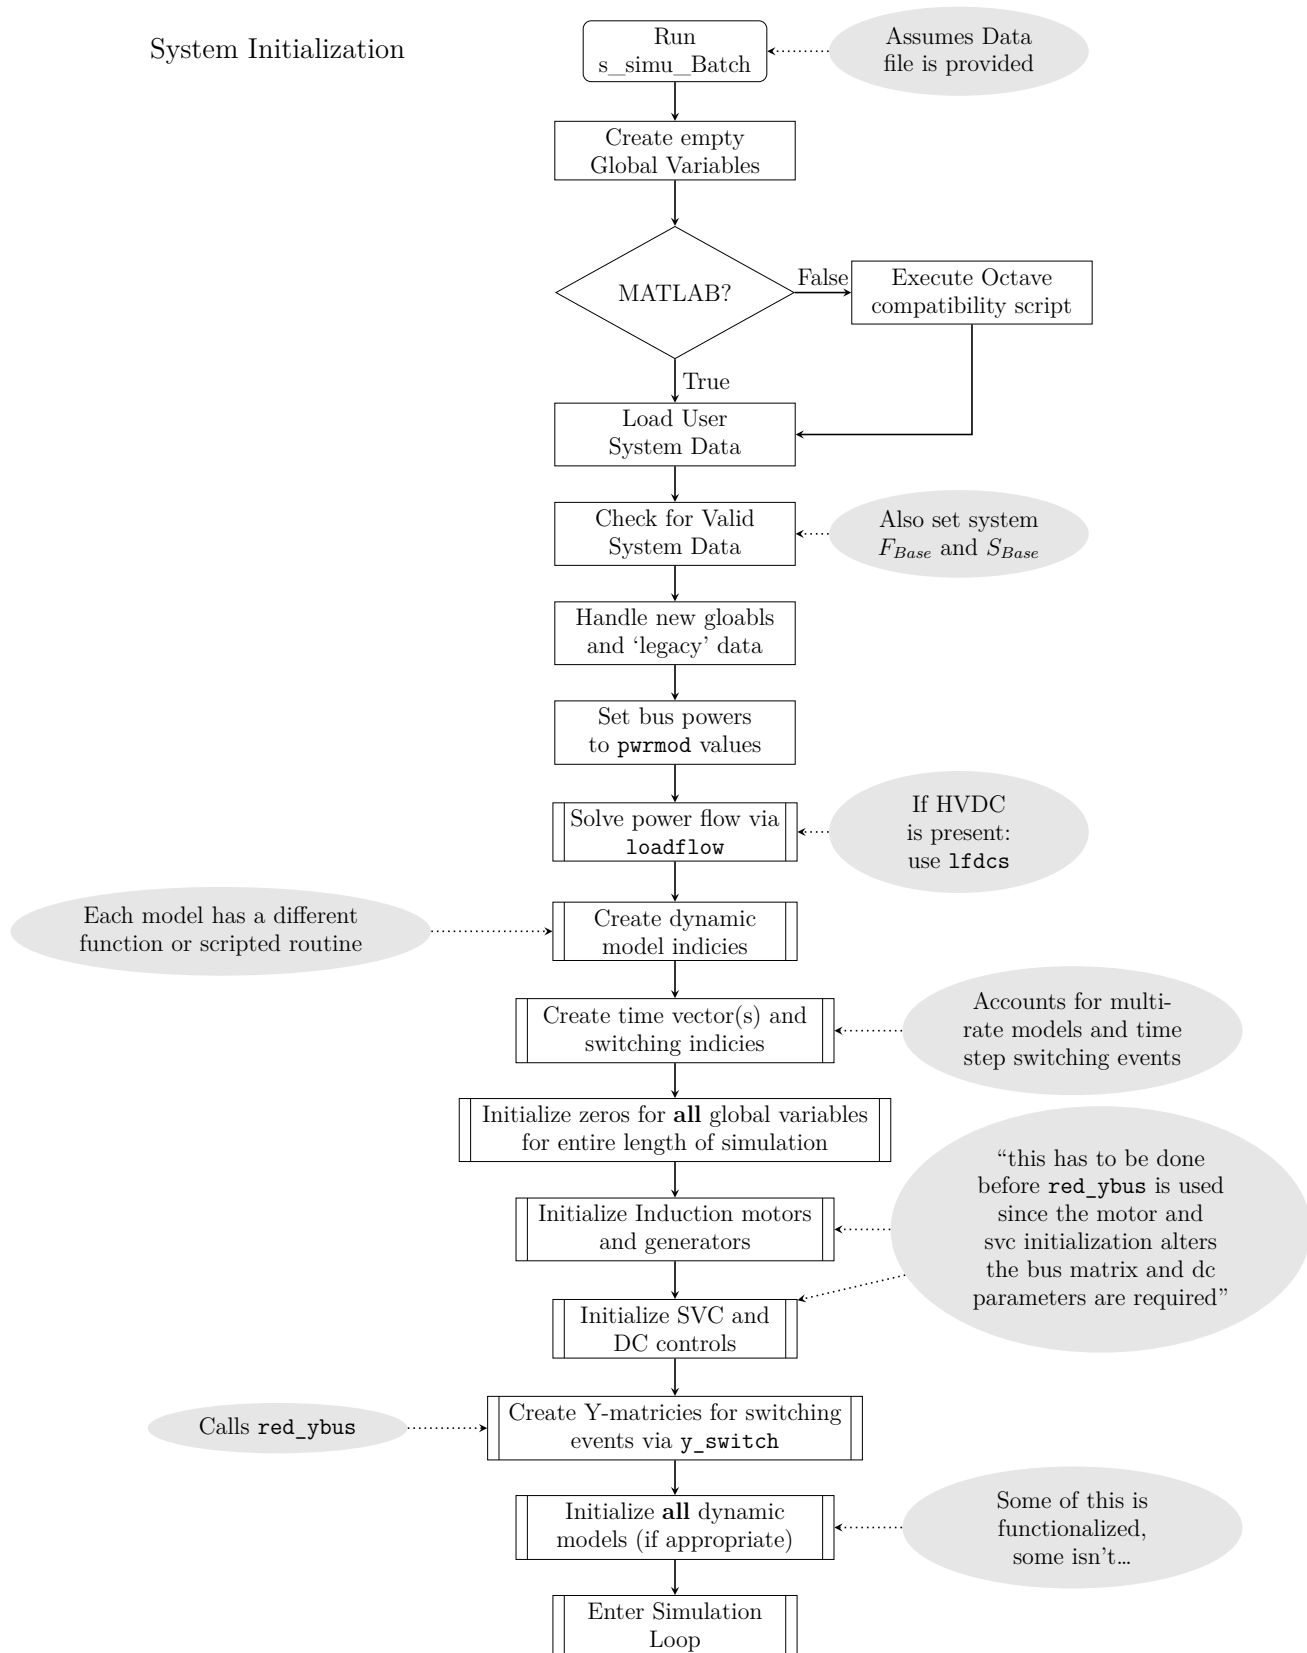 System Initialization
Run
s_simu_Batch
Assumes Data
file is provided
Create empty
Global Variables
MATLAB?
False
Execute Octave
compatibility script
True
Load User
System Data
Check for Valid
System Data
Also set system
F_Base and S_Base
Handle new gloabls
and ‘legacy’ data
Set bus powers
to pwrmod values
Solve power flow via
loadflow
If HVDC
is present:
use lfdcs
Each model has a different
function or scripted routine
Create dynamic
model indicies
Create time vector(s) and
switching indicies
Accounts for multi-
rate models and time
step switching events
Initialize zeros for all global variables
for entire length of simulation
“this has to be done
before red_ybus is used
since the motor and
svc initialization alters
the bus matrix and dc
parameters are required”
Initialize Induction motors
and generators
Initialize SVC and
DC controls
Calls red_ybus
Create Y-matricies for switching
events via y_switch
Initialize all dynamic
models (if appropriate)
Some of this is
functionalized,
some isn't…
Enter Simulation
Loop